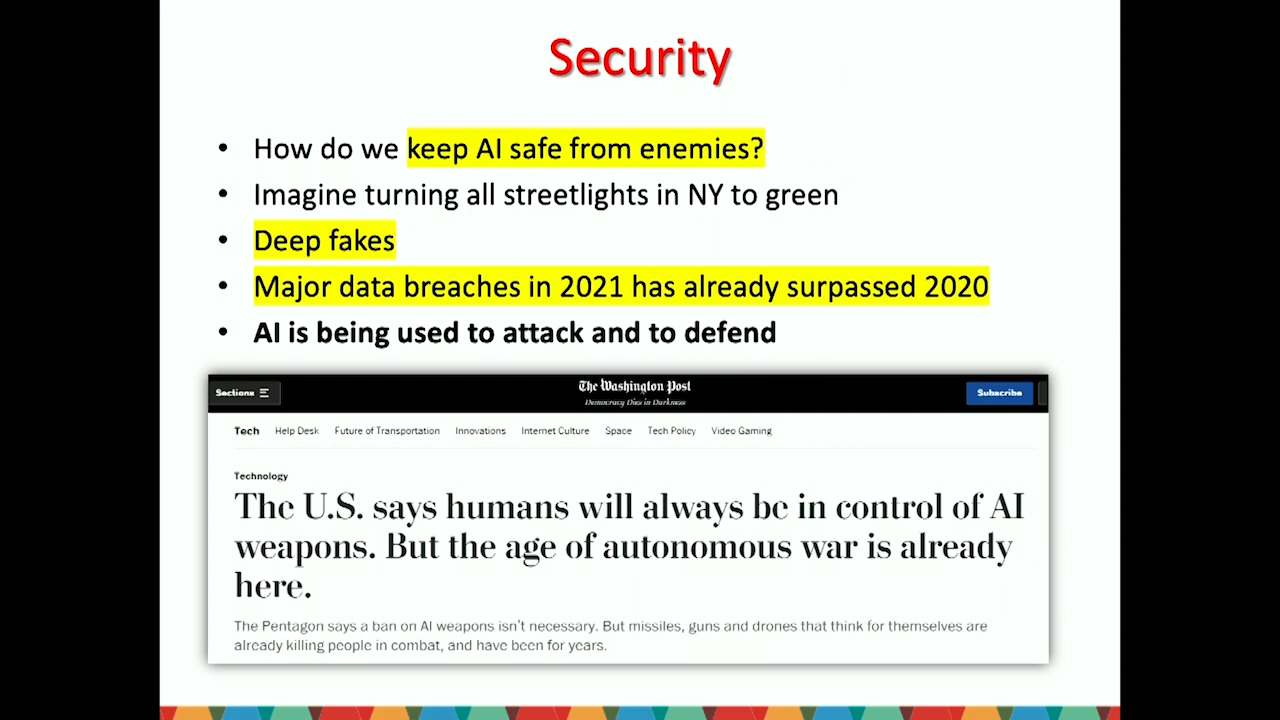 Security
• How do we keep AI safe from enemies?
• Imagine turning all streetlights in NY to green
• Deep fakes
• Major data breaches in 2021 has already surpassed 2020
• AI is being used to attack and to defend
Sections The Washington Post Subscribe
Democracy Dies in Darkness
Tech Help Desk Future of Transportation Innovations Internet Culture Space Tech Policy Video Gaming
Technology
The U.S. says humans will always be in control of AI
weapons. But the age of autonomous war is already
here.
The Pentagon says a ban on AI weapons isn't necessary. But missiles, guns and drones that think for themselves are
already killing people in combat, and have been for years.